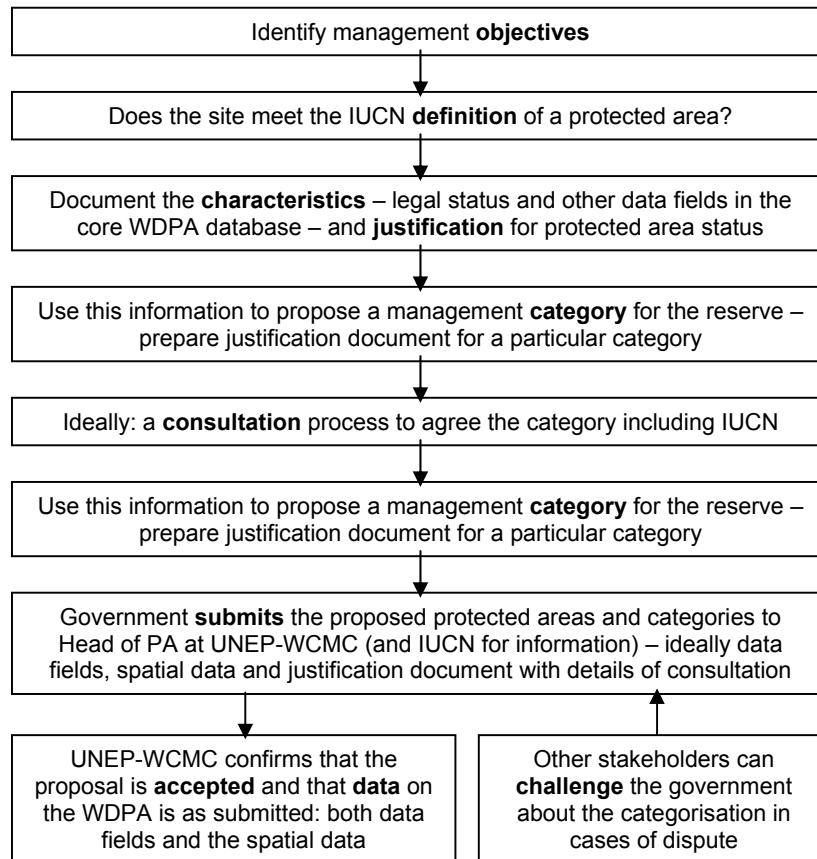 Identify management objectives
Does the site meet the IUCN definition of a protected area?
Document the characteristics – legal status and other data fields in the
core WDPA database – and justification for protected area status
Use this information to propose a management category for the reserve –
prepare justification document for a particular category
Ideally: a consultation process to agree the category including IUCN
Use this information to propose a management category for the reserve –
prepare justification document for a particular category
Government submits the proposed protected areas and categories to
Head of PA at UNEP-WCMC (and IUCN for information) – ideally data
fields, spatial data and justification document with details of consultation
UNEP-WCMC confirms that the
proposal is accepted and that data on
the WDPA is as submitted: both data
fields and the spatial data
Other stakeholders can
challenge the government
about the categorisation in
cases of dispute